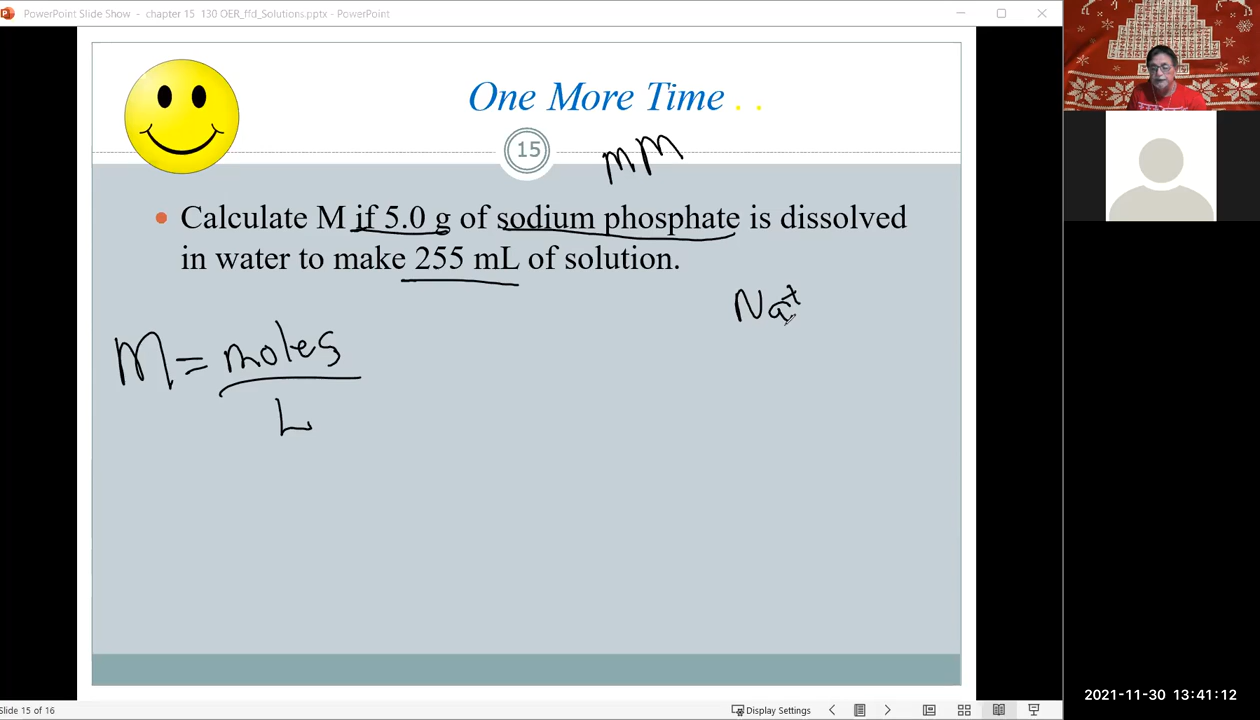 PowerPoint Slide Show - chapter 15 130 OER_ffd_Solutions.pptx - PowerPoint
One More Time . .
15
mM
• Calculate M if 5.0 g of sodium phosphate is dissolved
in water to make 255 mL of solution.
Na+
M = moles
L
Slide 15 of 16
Display Settings
2021-11-30 13:41:12